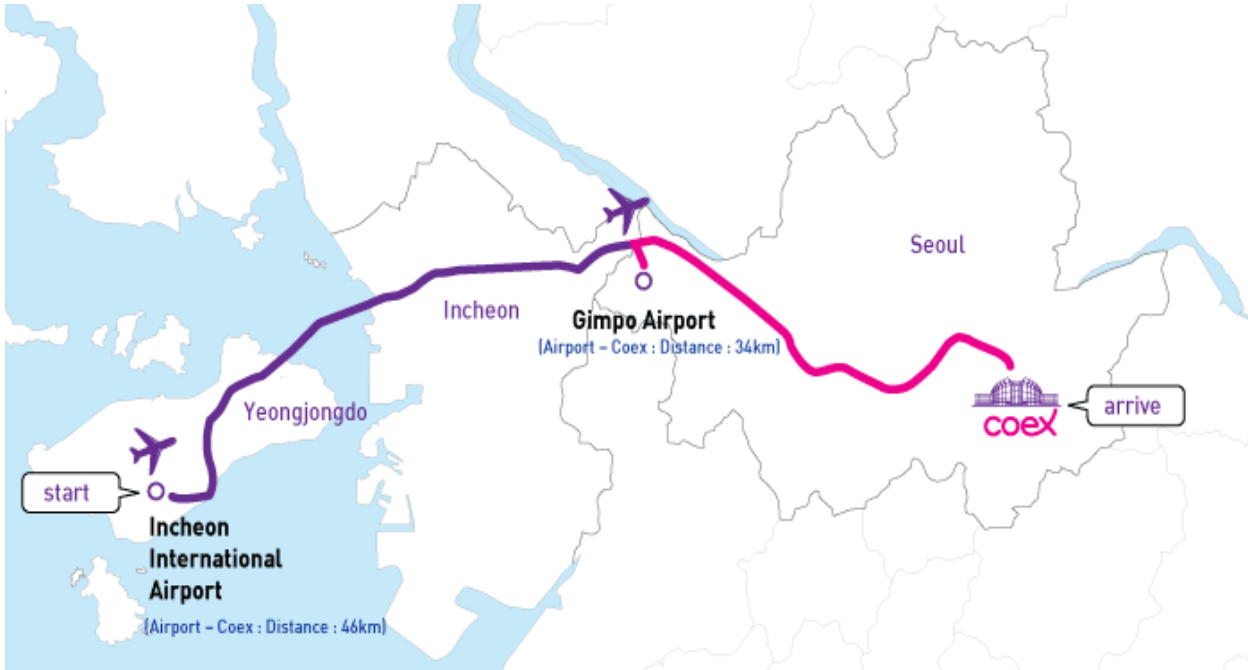 Seoul
Incheon
Gimpo Airport
(Airport – Coex : Distance : 34km)
Yeongjongdo
coex
arrive
start
Incheon
International
Airport
(Airport – Coex : Distance : 46km)